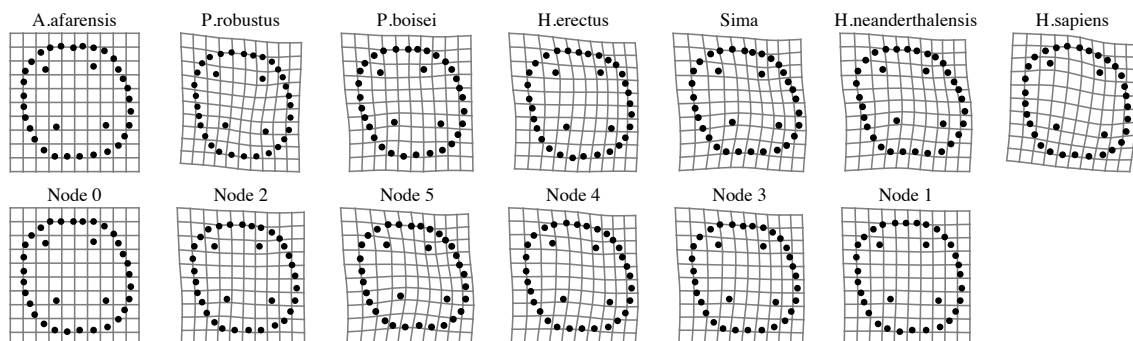 A.afarensis P.robustus P.boisei H.erectus Sima H.neanderthalensis H.sapiens
Node 0 Node 2 Node 5 Node 4 Node 3 Node 1